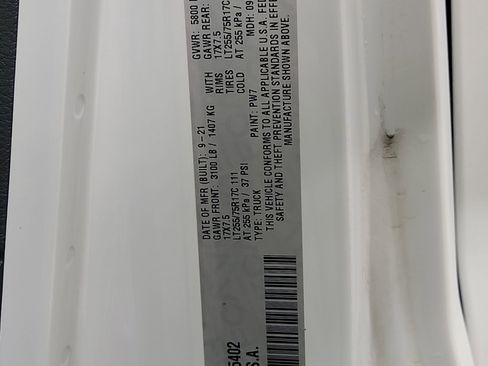 DATE OF MFR (BUILT): 9-21 GVWR: 5800
GAWR FRONT: 3100 LB / 1407 KG WITH GAWR REAR:
17X7.5 RIMS 17X7.5
LT255/75R17C 111 TIRES LT255/75R17C
AT 255 kPa / 37 PSI COLD AT 255 kPa /
TYPE: TRUCK PAINT: PW7 MDH: 09
THIS VEHICLE CONFORMS TO ALL APPLICABLE U.S.A. FED
SAFETY AND THEFT PREVENTION STANDARDS IN EFFE
MANUFACTURE SHOWN ABOVE.
5402
S.A.